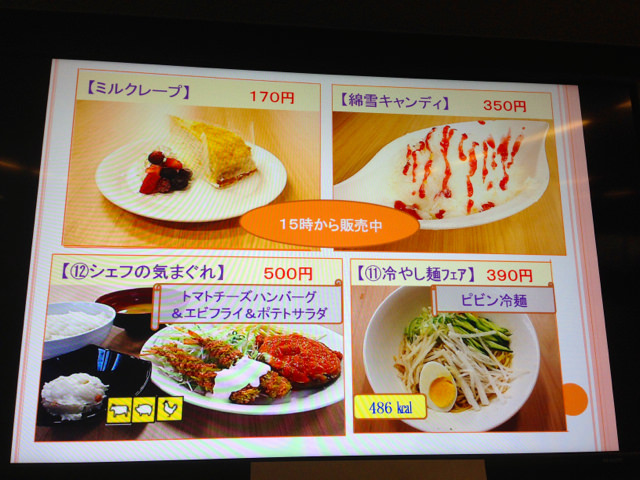 【ミルクレープ】 170円
【綿雪キャンディ】 350円
15時から販売中
【⑫シェフの気まぐれ】 500円
トマトチーズハンバーグ
&エビフライ&ポテトサラダ
【⑪冷やし麺フェア】 390円
ビビン冷麺
486 kcal